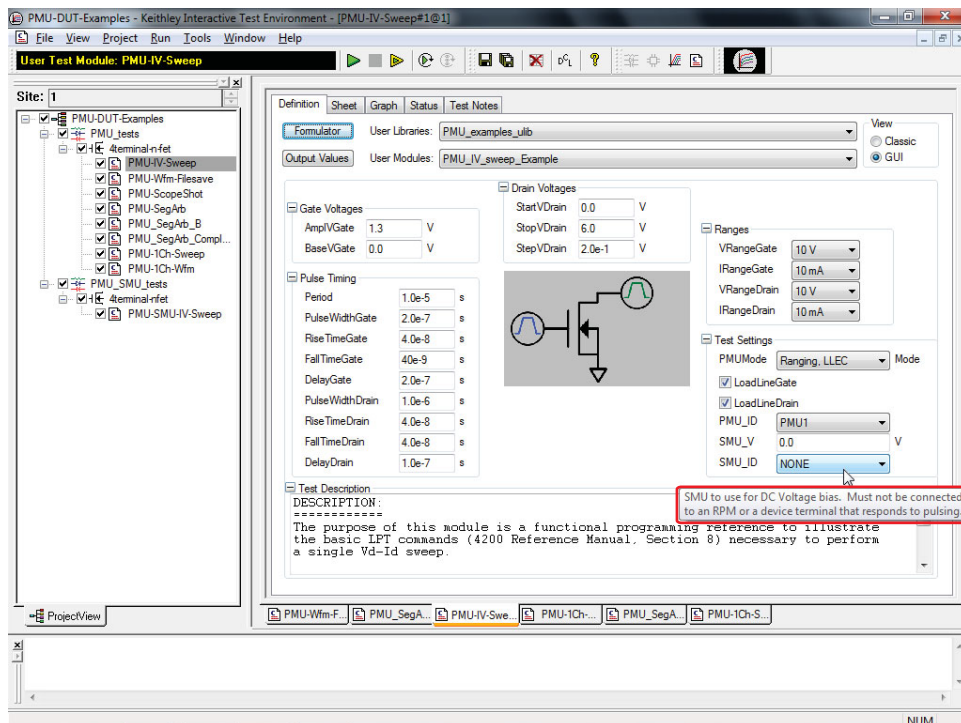 PMU-DUT-Examples - Keithley Interactive Test Environment - [PMU-IV-Sweep#1@1]
File View Project Run Tools Window Help
User Test Module: PMU-IV-Sweep
Site: 1
PMU-DUT-Examples
PMU_tests
4terminal-n-fet
PMU-IV-Sweep
PMU-Wfm-Filesave
PMU-ScopeShot
PMU-SegArb
PMU_SegArb_B
PMU_SegArb_Compl...
PMU-1Ch-Sweep
PMU-1Ch-Wfm
PMU_SMU_tests
4terminal-nfet
PMU-SMU-IV-Sweep
ProjectView
Definition Sheet Graph Status Test Notes
Formulator User Libraries: PMU_examples_ulib
Output Values User Modules: PMU_IV_sweep_Example
View
Classic
GUI
Gate Voltages
AmplVGate 1.3 V
BaseVGate 0.0 V
Drain Voltages
StartVDrain 0.0 V
StopVDrain 6.0 V
StepVDrain 2.0e-1 V
Pulse Timing
Period 1.0e-5 s
PulseWidthGate 2.0e-7 s
RiseTimeGate 4.0e-8 s
FallTimeGate 40e-9 s
DelayGate 2.0e-7 s
PulseWidthDrain 1.0e-6 s
RiseTimeDrain 4.0e-8 s
FallTimeDrain 4.0e-8 s
DelayDrain 1.0e-7 s
Ranges
VRangeGate 10 V
IRangeGate 10 mA
VRangeDrain 10 V
IRangeDrain 10 mA
Test Settings
PMUMode Ranging, LLEC Mode
LoadLineGate
LoadLineDrain
PMU_ID PMU1
SMU_V 0.0 V
SMU_ID NONE
SMU to use for DC Voltage bias. Must not be connected
to an RPM or a device terminal that responds to pulsing.
Test Description
DESCRIPTION:
============
The purpose of this module is a functional programming reference to illustrate
the basic LPT commands (4200 Reference Manual, Section 8) necessary to perform
a single Vd-Id sweep.
PMU-Wfm-F... PMU_SegA... PMU-IV-Swe... PMU-1Ch-... PMU_SegA... PMU-1Ch-S...
NUM